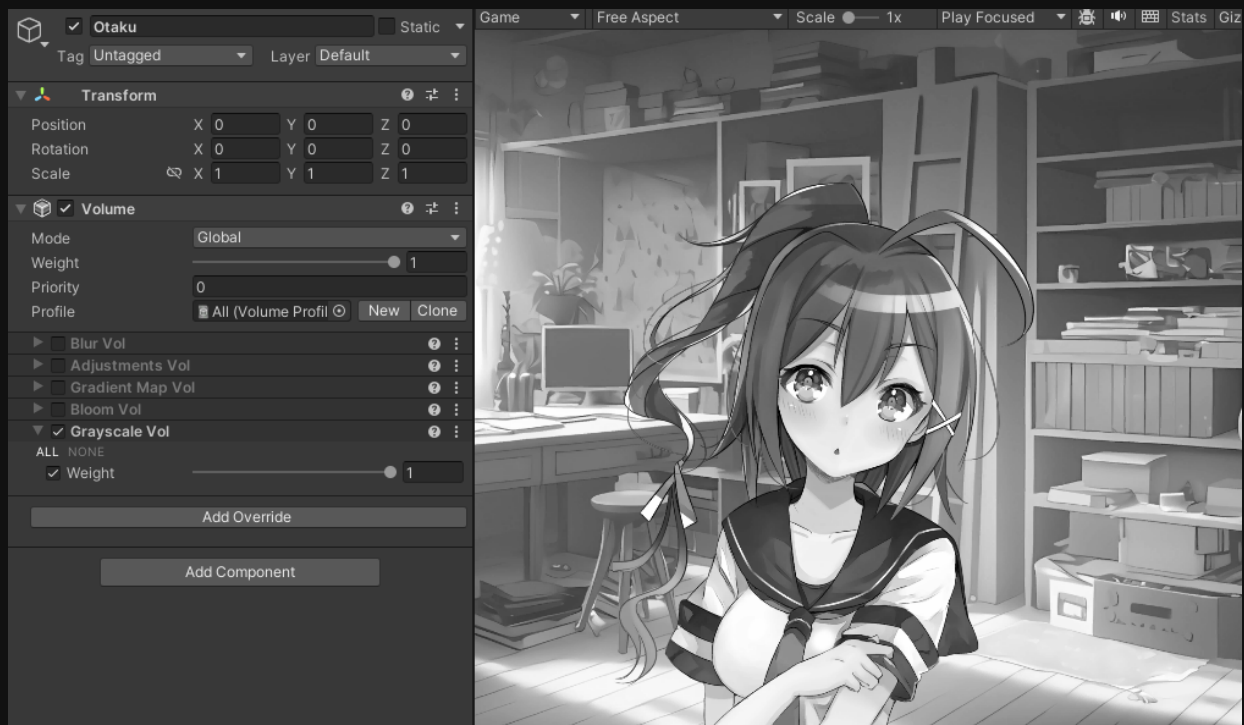 Otaku
Static
Tag Untagged Layer Default
Transform
Position X 0 Y 0 Z 0
Rotation X 0 Y 0 Z 0
Scale X 1 Y 1 Z 1
Volume
Mode Global
Weight 1
Priority 0
Profile All (Volume Profil New Clone
Blur Vol
Adjustments Vol
Gradient Map Vol
Bloom Vol
Grayscale Vol
ALL NONE
Weight 1
Add Override
Add Component
Game Free Aspect Scale 1x Play Focused Stats Giz